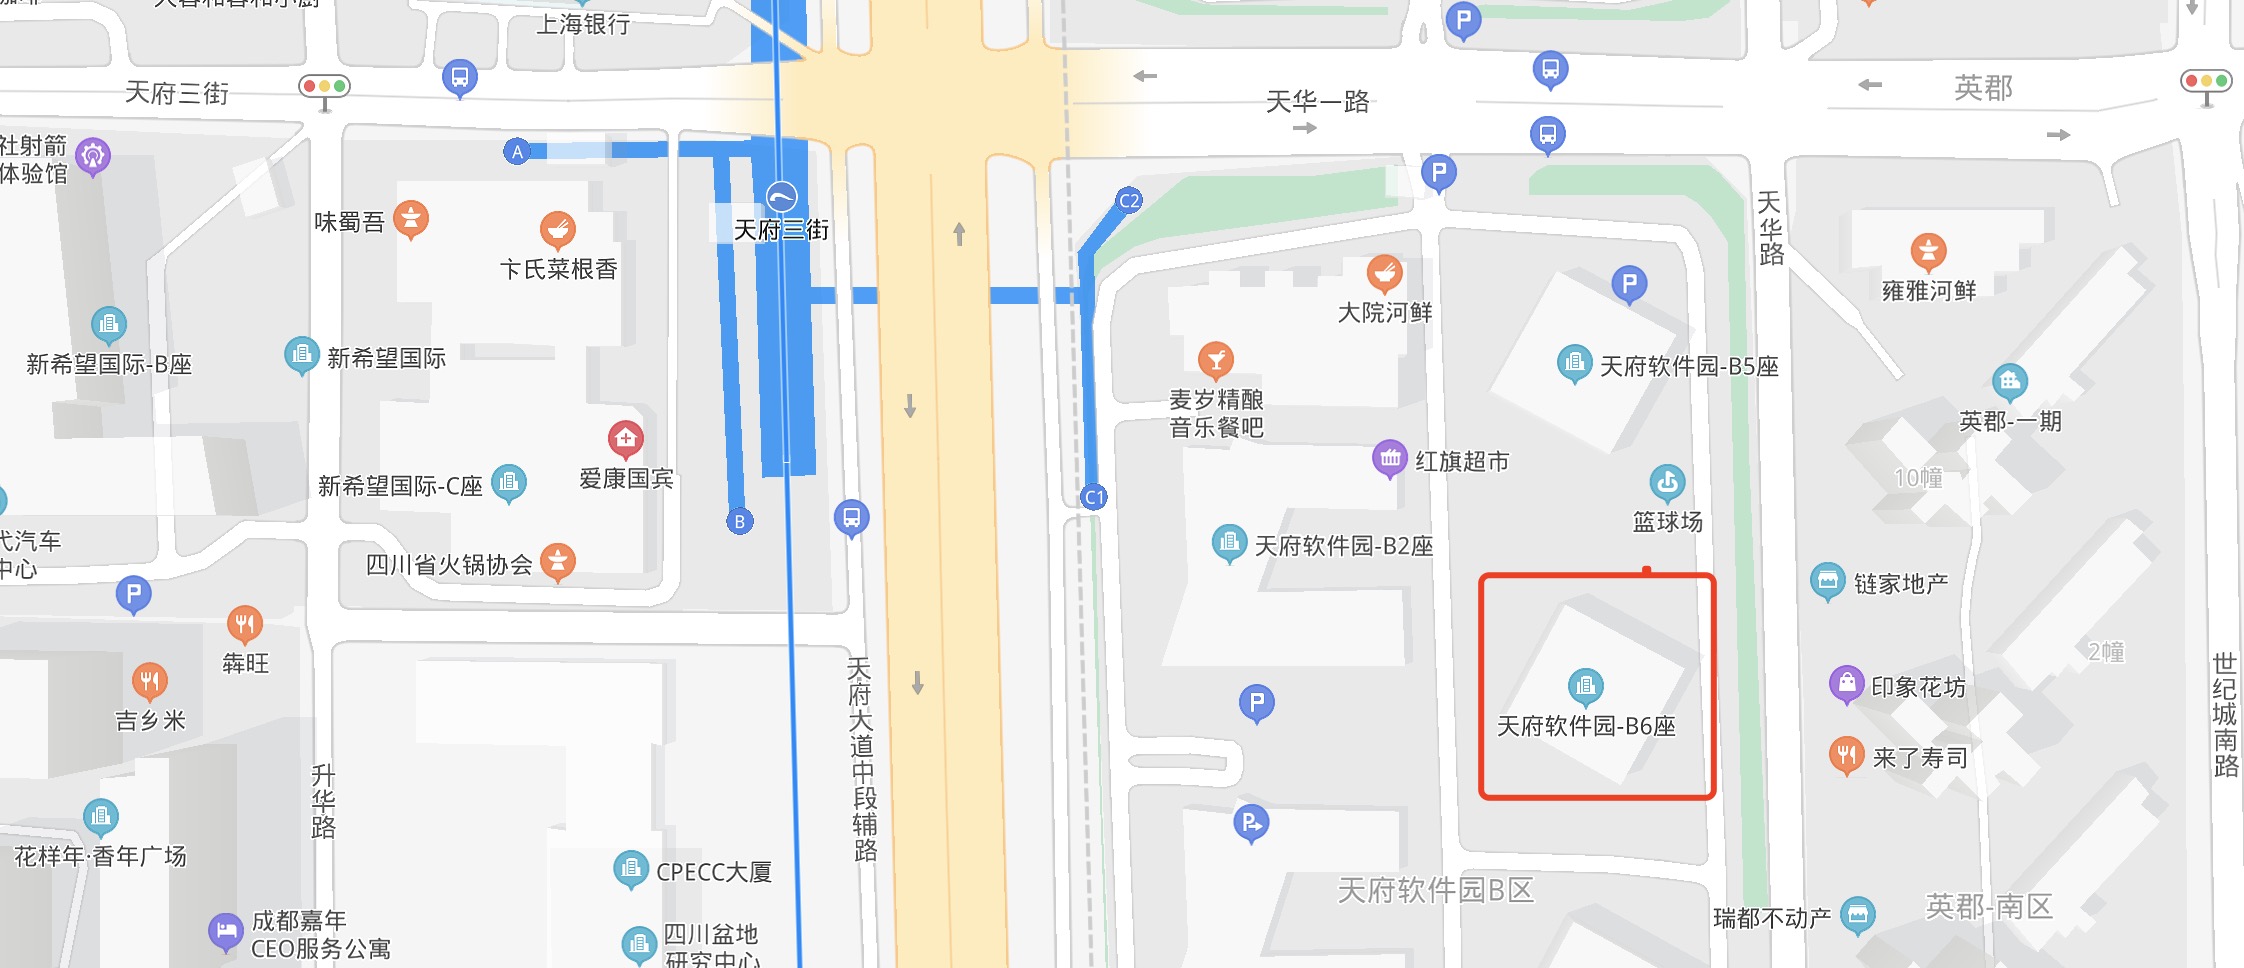 上海银行
天府三街
天华一路
英郡
P
社射箭
体验馆
A
P
C2
天华路
味蜀吾
卞氏菜根香
天府三街
大院河鲜
P
雍雅河鲜
新希望国际-B座
新希望国际
麦岁精酿
音乐餐吧
天府软件园-B5座
英郡-一期
爱康国宾
新希望国际-C座
B
C1
红旗超市
10幢
篮球场
代汽车
中心
四川省火锅协会
天府软件园-B2座
P
链家地产
犇旺
2幢
吉乡米
天府大道中段辅路
P
天府软件园-B6座
印象花坊
世纪城南路
来了寿司
升华路
P
花样年·香年广场
CPECC大厦
天府软件园B区
成都嘉年
CEO服务公寓
四川盆地
研究中心
瑞都不动产
英郡-南区